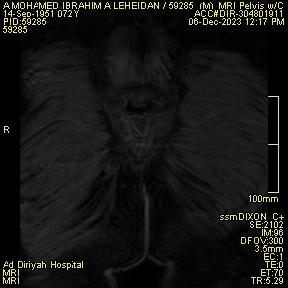 A MOHAMED IBRAHIM A LEHEIDAN / 59285 (M) MRI Pelvis w/C
14-Sep-1951 072Y ACC#DIR-304801911
PID:59285 06-Dec-2023 12:17 PM
59285
R
100mm
ssmDIXON_C+
SE:2102
IM:96
DFOV:300
3.5mm
EC:1
Ad Diriyah Hospital TE:0
MRI ET:70
MRI TR:5.29